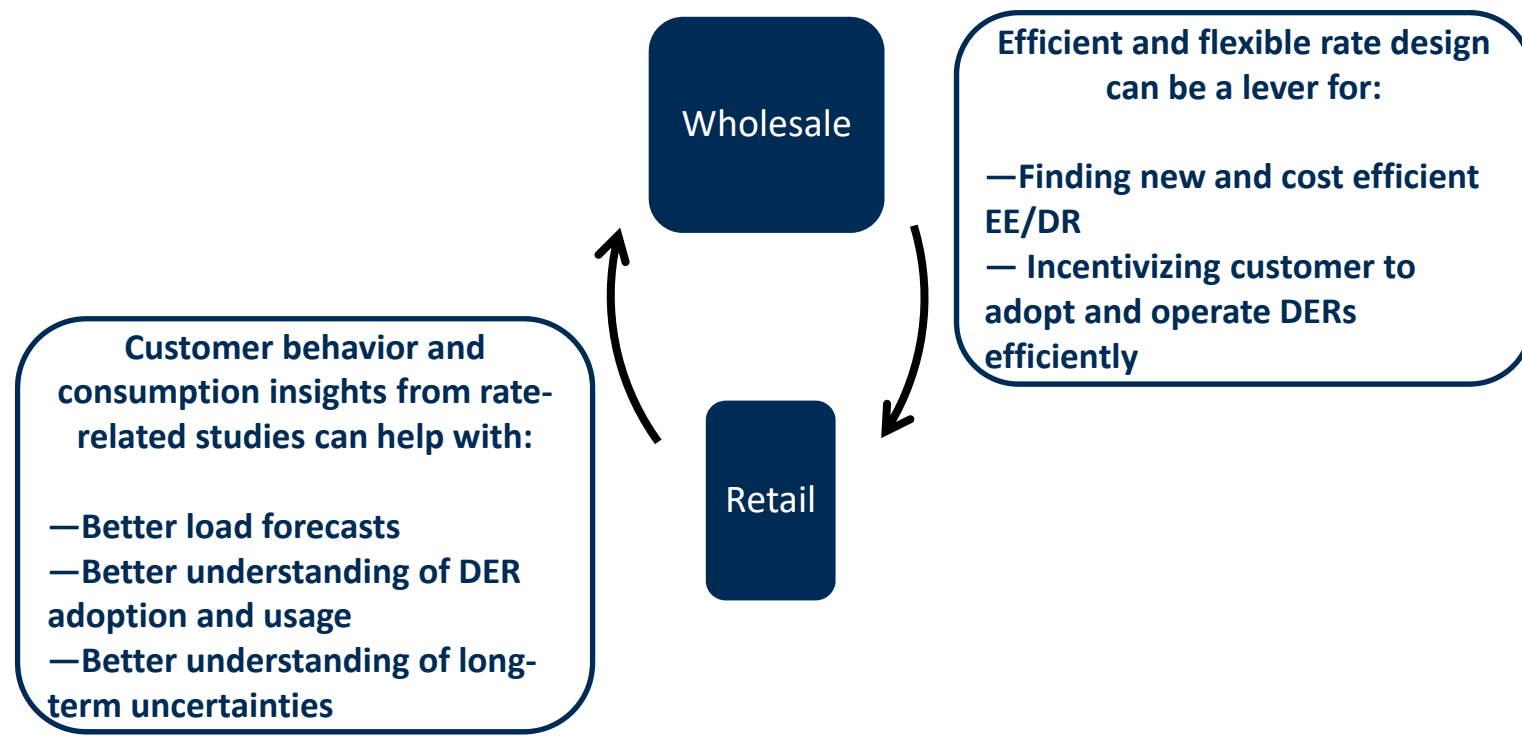 Wholesale
Efficient and flexible rate design
can be a lever for:
—Finding new and cost efficient
EE/DR
— Incentivizing customer to
adopt and operate DERs
efficiently
Customer behavior and
consumption insights from rate-
related studies can help with:
—Better load forecasts
—Better understanding of DER
adoption and usage
—Better understanding of long-
term uncertainties
Retail